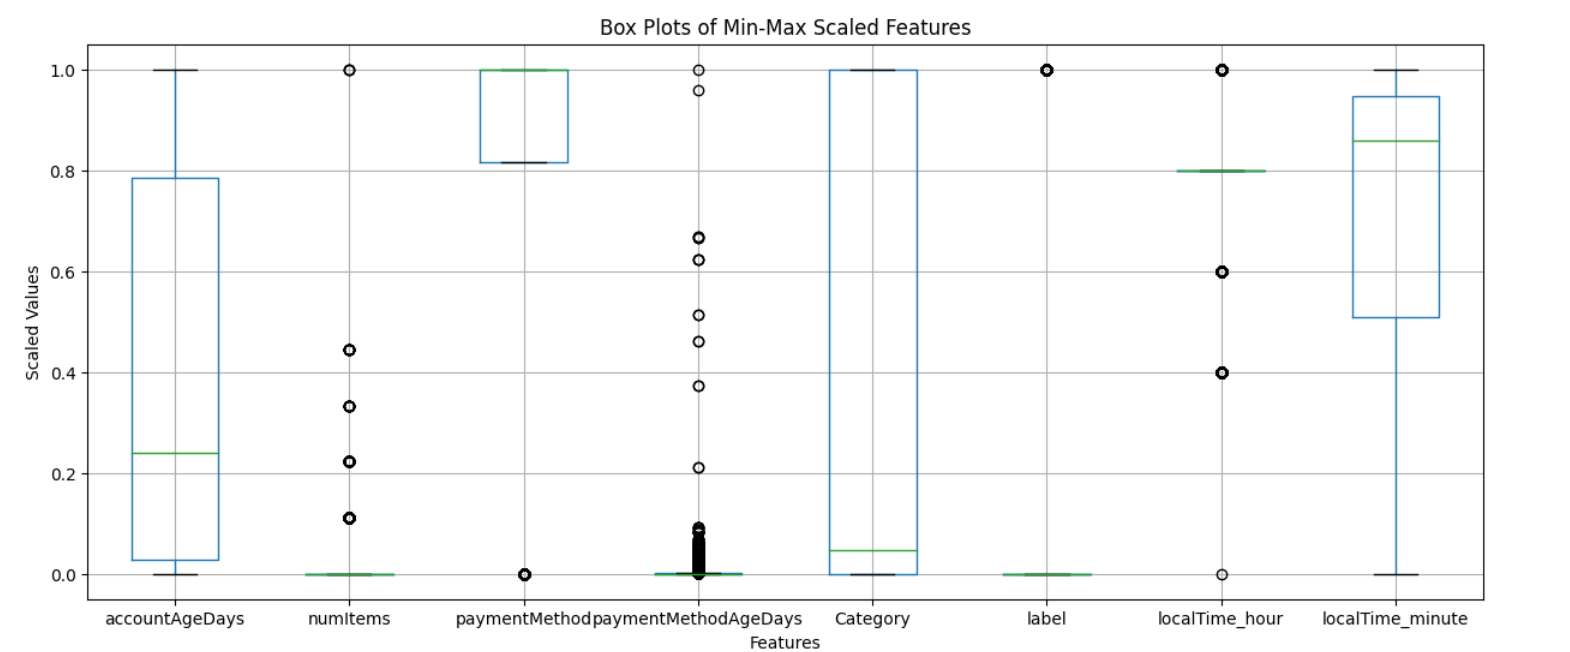 Box Plots of Min-Max Scaled Features
Scaled Values
1.0
0.8
0.6
0.4
0.2
0.0
accountAgeDays numItems paymentMethod paymentMethodAgeDays Category label localTime_hour localTime_minute
Features